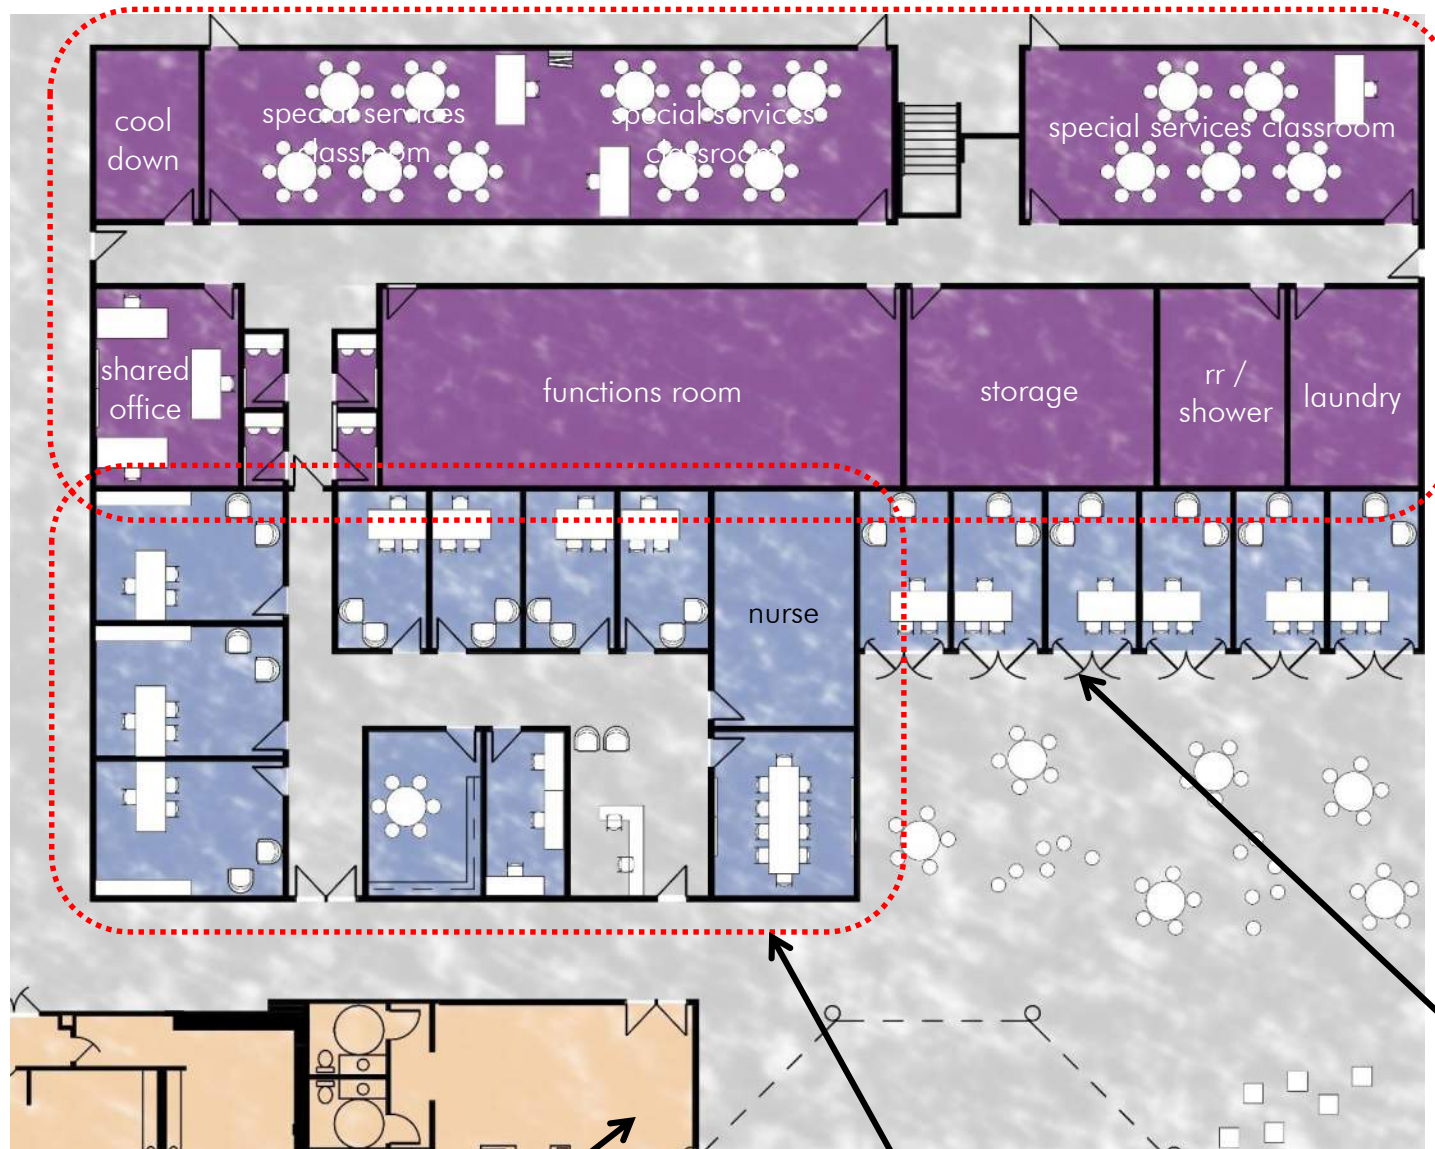 cool
down
special services
classroom
special services
classroom
special services classroom
shared
office
functions room
storage
rr /
shower
laundry
nurse